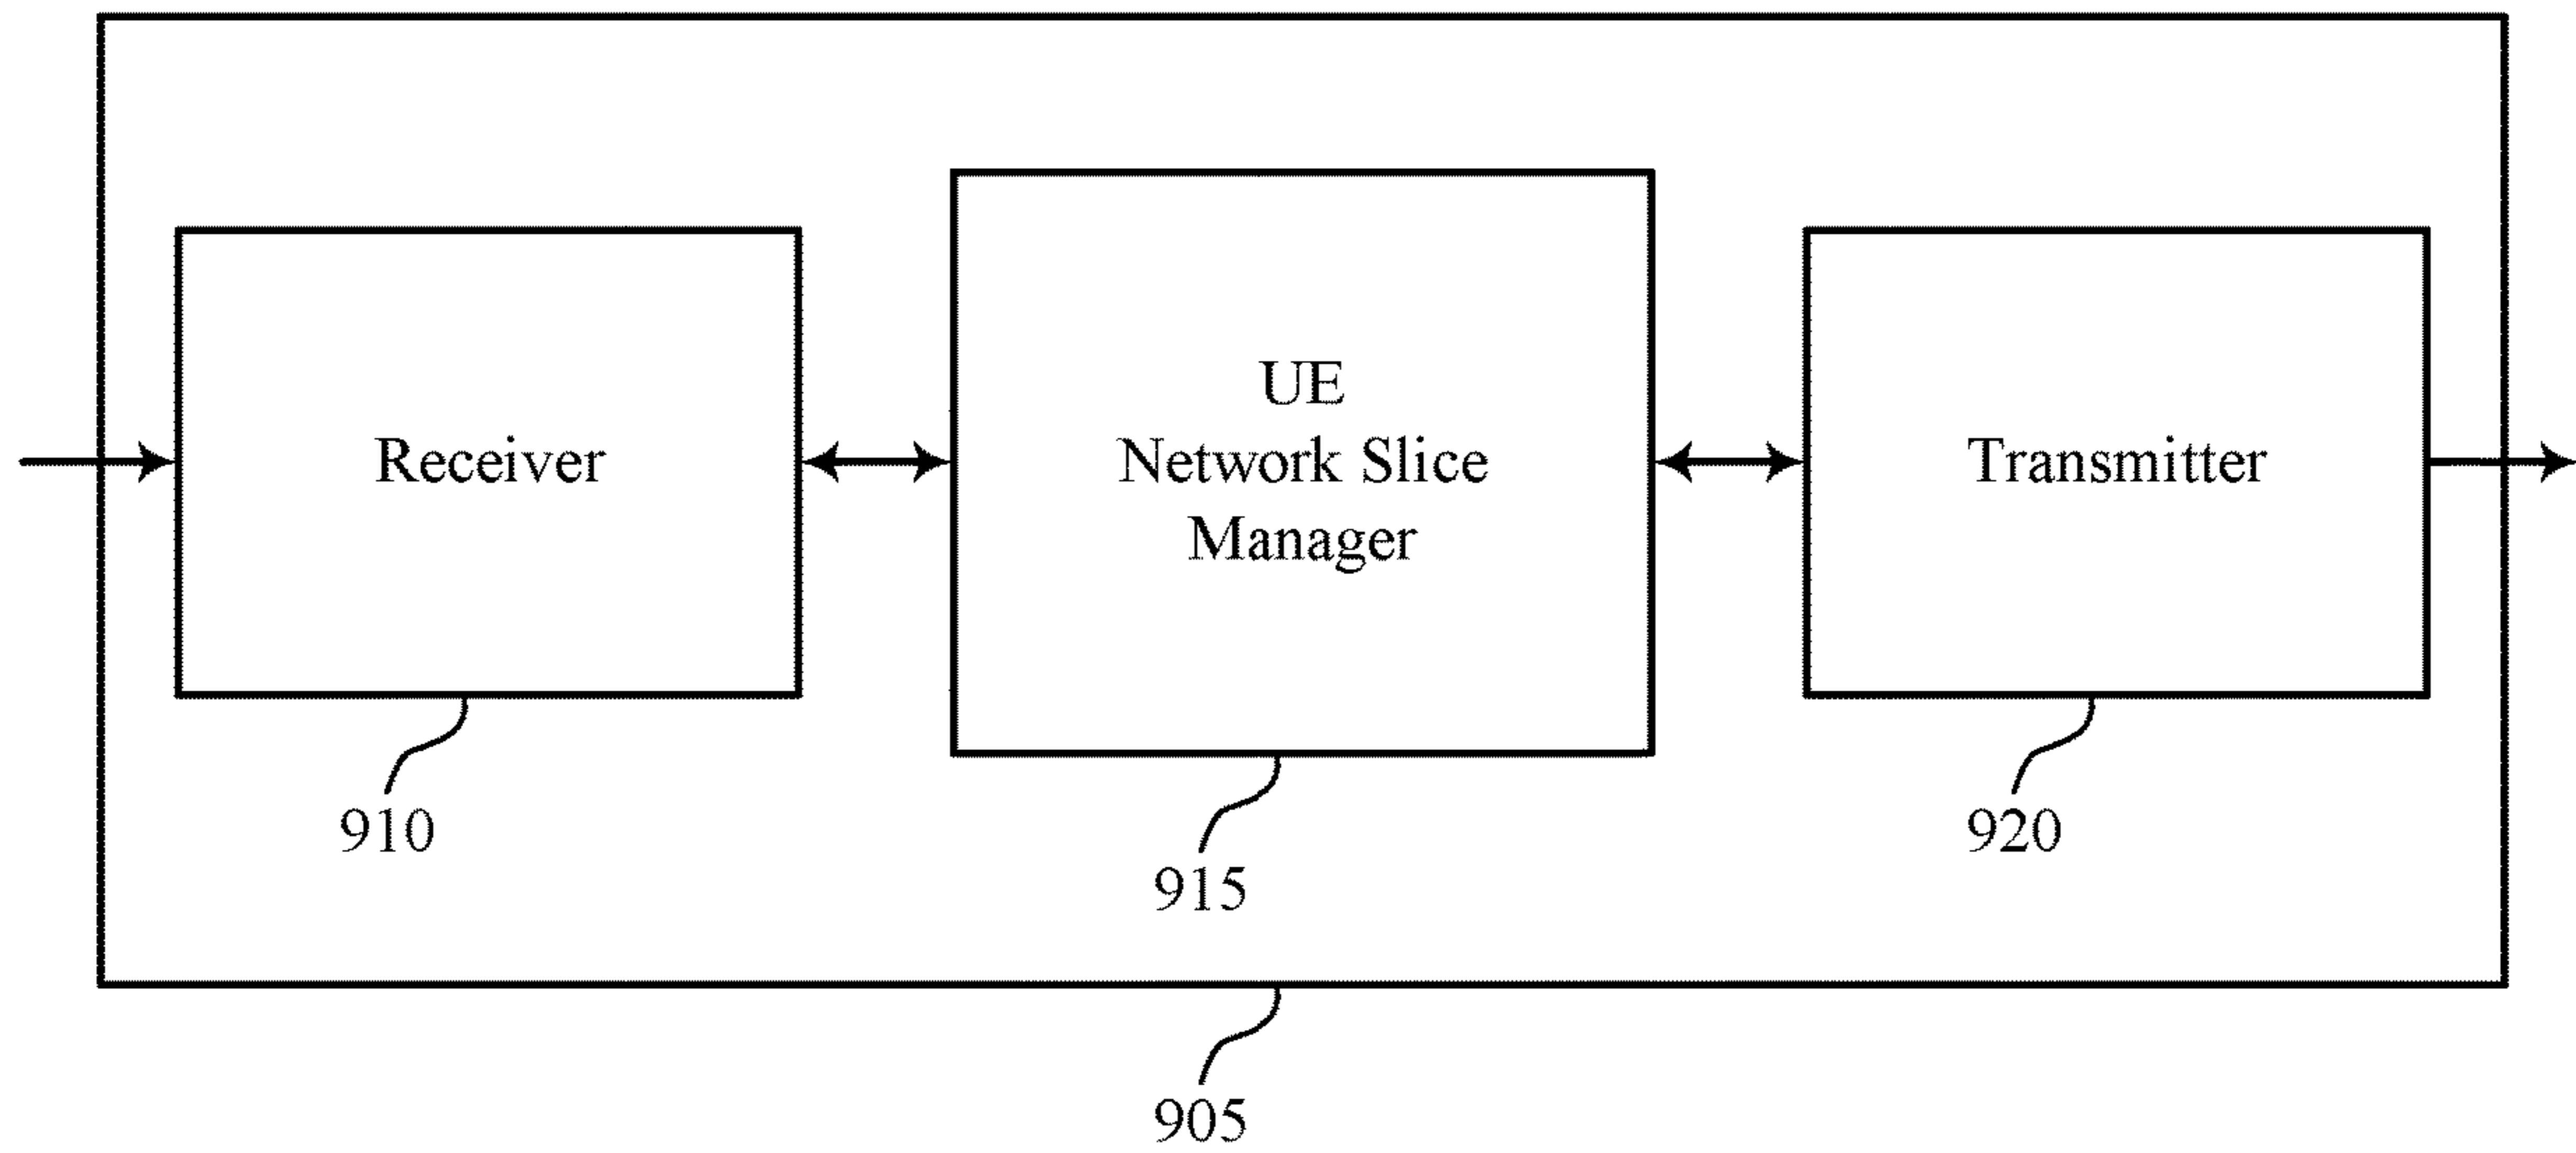 Receiver
UE
Network Slice
Manager
Transmitter
910
915
920
905